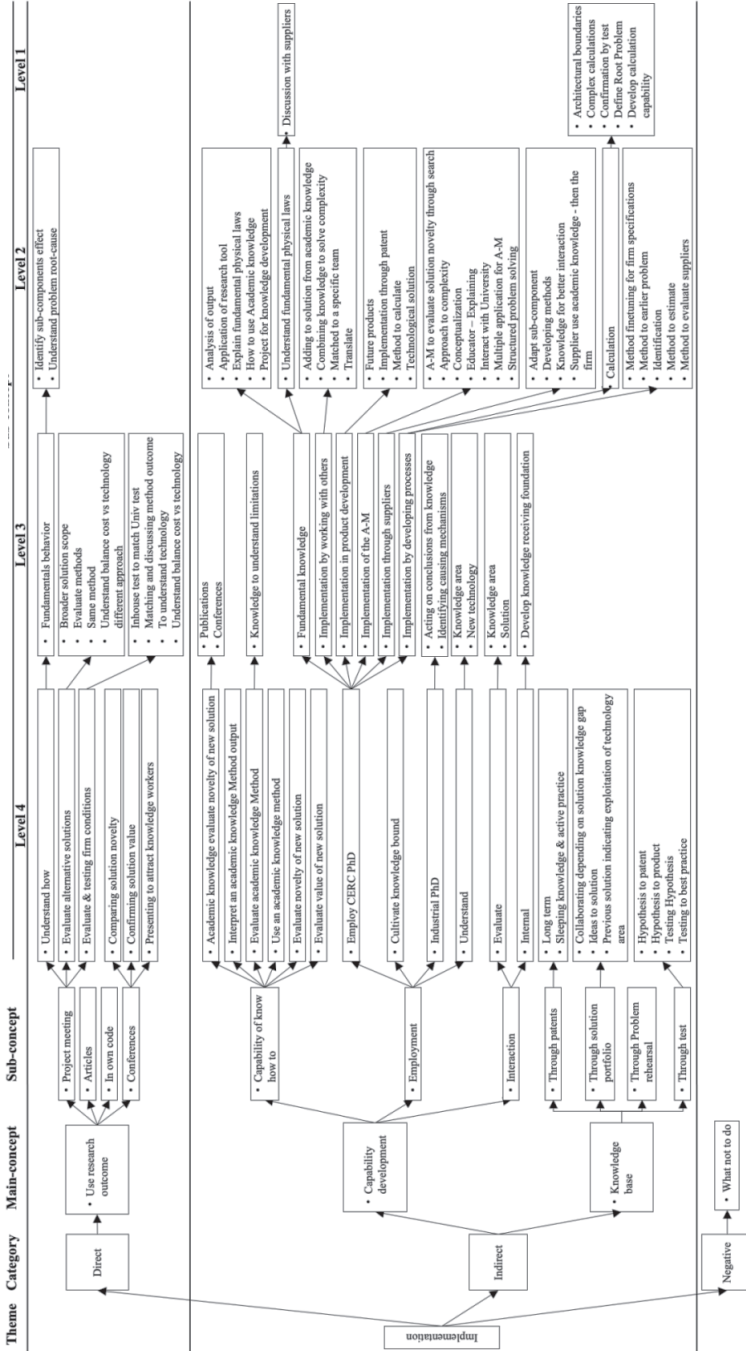 Theme
Category
Main-concept
Sub-concept
Level 4
Level 3
Level 2
Level 1
Implementation
Direct
• Use research
outcome
• Project meeting
• Articles
• In own code
• Conferences
• Understand how
• Evaluate alternative solutions
• Evaluate & testing firm conditions
• Comparing solution novelty
• Confirming solution value
• Presenting to attract knowledge workers
• Fundamentals behavior
• Broader solution scope
• Evaluate methods
• Same method
• Understand balance cost vs technology
different approach
• Inhouse test to match Univ test
• Matching and discussing method outcome
• To understand technology
• Understand balance cost vs technology
• Identify sub-components effect
• Understand problem root-cause
Indirect
• Capability
development
• Capability of know
how to
• Academic knowledge evaluate novelty of new solution
• Interpret an academic knowledge Method output
• Evaluate academic knowledge Method
• Use an academic knowledge method
• Evaluate novelty of new solution
• Evaluate value of new solution
• Publications
• Conferences
• Knowledge to understand limitations
• Employment
• Employ CERC PhD
• Cultivate knowledge bound
• Industrial PhD
• Understand
• Fundamental knowledge
• Implementation by working with others
• Implementation in product development
• Implementation of the A-M
• Implementation through suppliers
• Implementation by developing processes
• Acting on conclusions from knowledge
• Identifying causing mechanisms
• Knowledge area
• New technology
• Analysis of output
• Application of research tool
• Explain fundamental physical laws
• How to use Academic knowledge
• Project for knowledge development
• Understand fundamental physical laws
• Discussion with suppliers
• Adding to solution from academic knowledge
• Combining knowledge to solve complexity
• Matched to a specific team
• Translate
• Future products
• Implementation through patent
• Method to calculate
• Technological solution
• A-M to evaluate solution novelty through search
• Approach to complexity
• Conceptualization
• Educator – Explaining
• Interact with University
• Multiple application for A-M
• Structured problem solving
• Adapt sub-component
• Developing methods
• Knowledge for better interaction
• Supplier use academic knowledge - then the
firm
• Calculation
• Architectural boundaries
• Complex calculations
• Confirmation by test
• Define Root Problem
• Develop calculation
capability
• Method finetuning for firm specifications
• Method to earlier problem
Identification
• Method to estimate
• Method to evaluate suppliers
• Interaction
• Evaluate
• Internal
• Knowledge area
• Solution
• Develop knowledge receiving foundation
• Knowledge
base
• Through patents
• Through solution
portfolio
• Through Problem
rehearsal
• Through test
• Long term
• Sleeping knowledge & active practice
• Collaborating depending on solution knowledge gap
• Ideas to solution
• Previous solution indicating exploitation of technology
area
• Hypothesis to patent
• Hypothesis to product
• Testing Hypothesis
• Testing to best practice
Negative
• What not to do